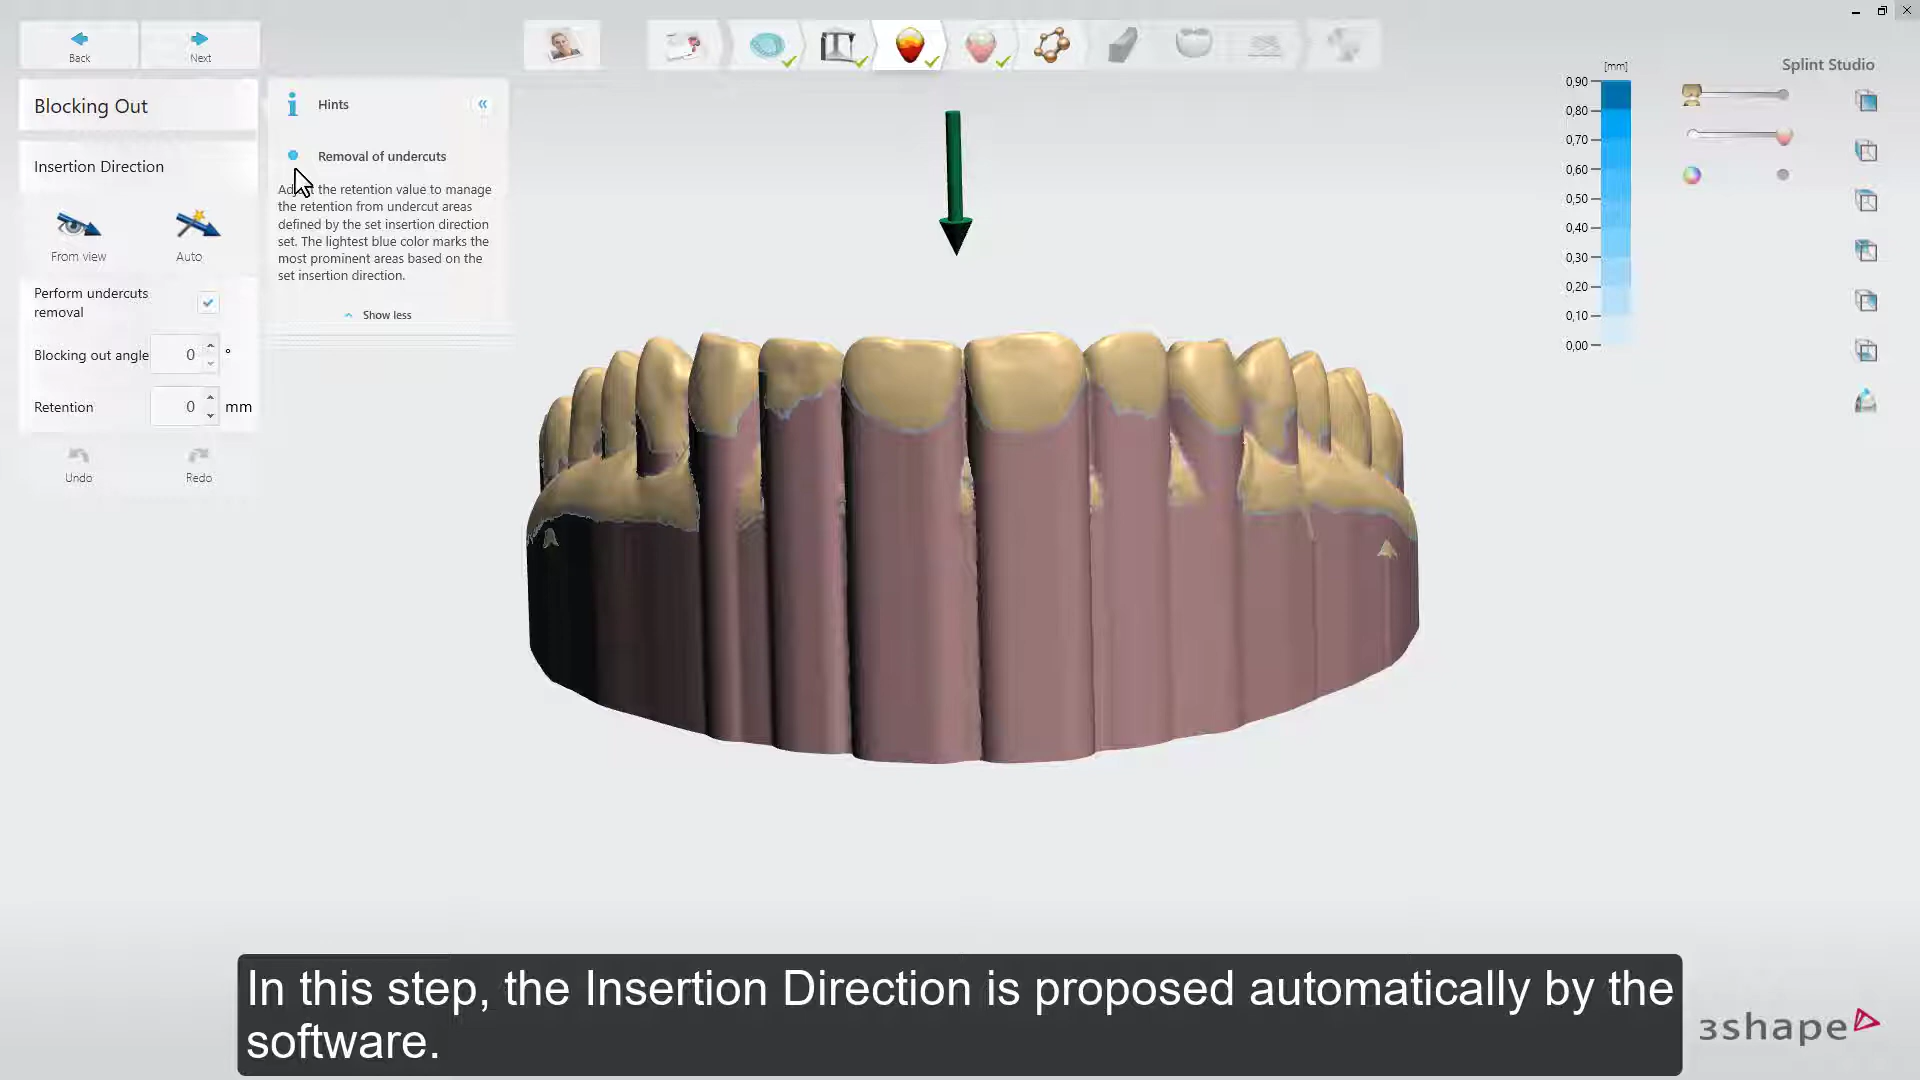 Back
Next
Blocking Out
Insertion Direction
From view
Auto
Perform undercuts
removal
Blocking out angle 0 °
Retention 0 mm
Undo
Redo
Hints
Removal of undercuts
the retention value to manage
the retention from undercut areas
defined by the set insertion direction
set. The lightest blue color marks the
most prominent areas based on the
set insertion direction.
Show less
[mm]
0,90
0,80
0,70
0,60
0,50
0,40
0,30
0,20
0,10
0,00
Splint Studio
In this step, the Insertion Direction is proposed automatically by the
software.
3shape